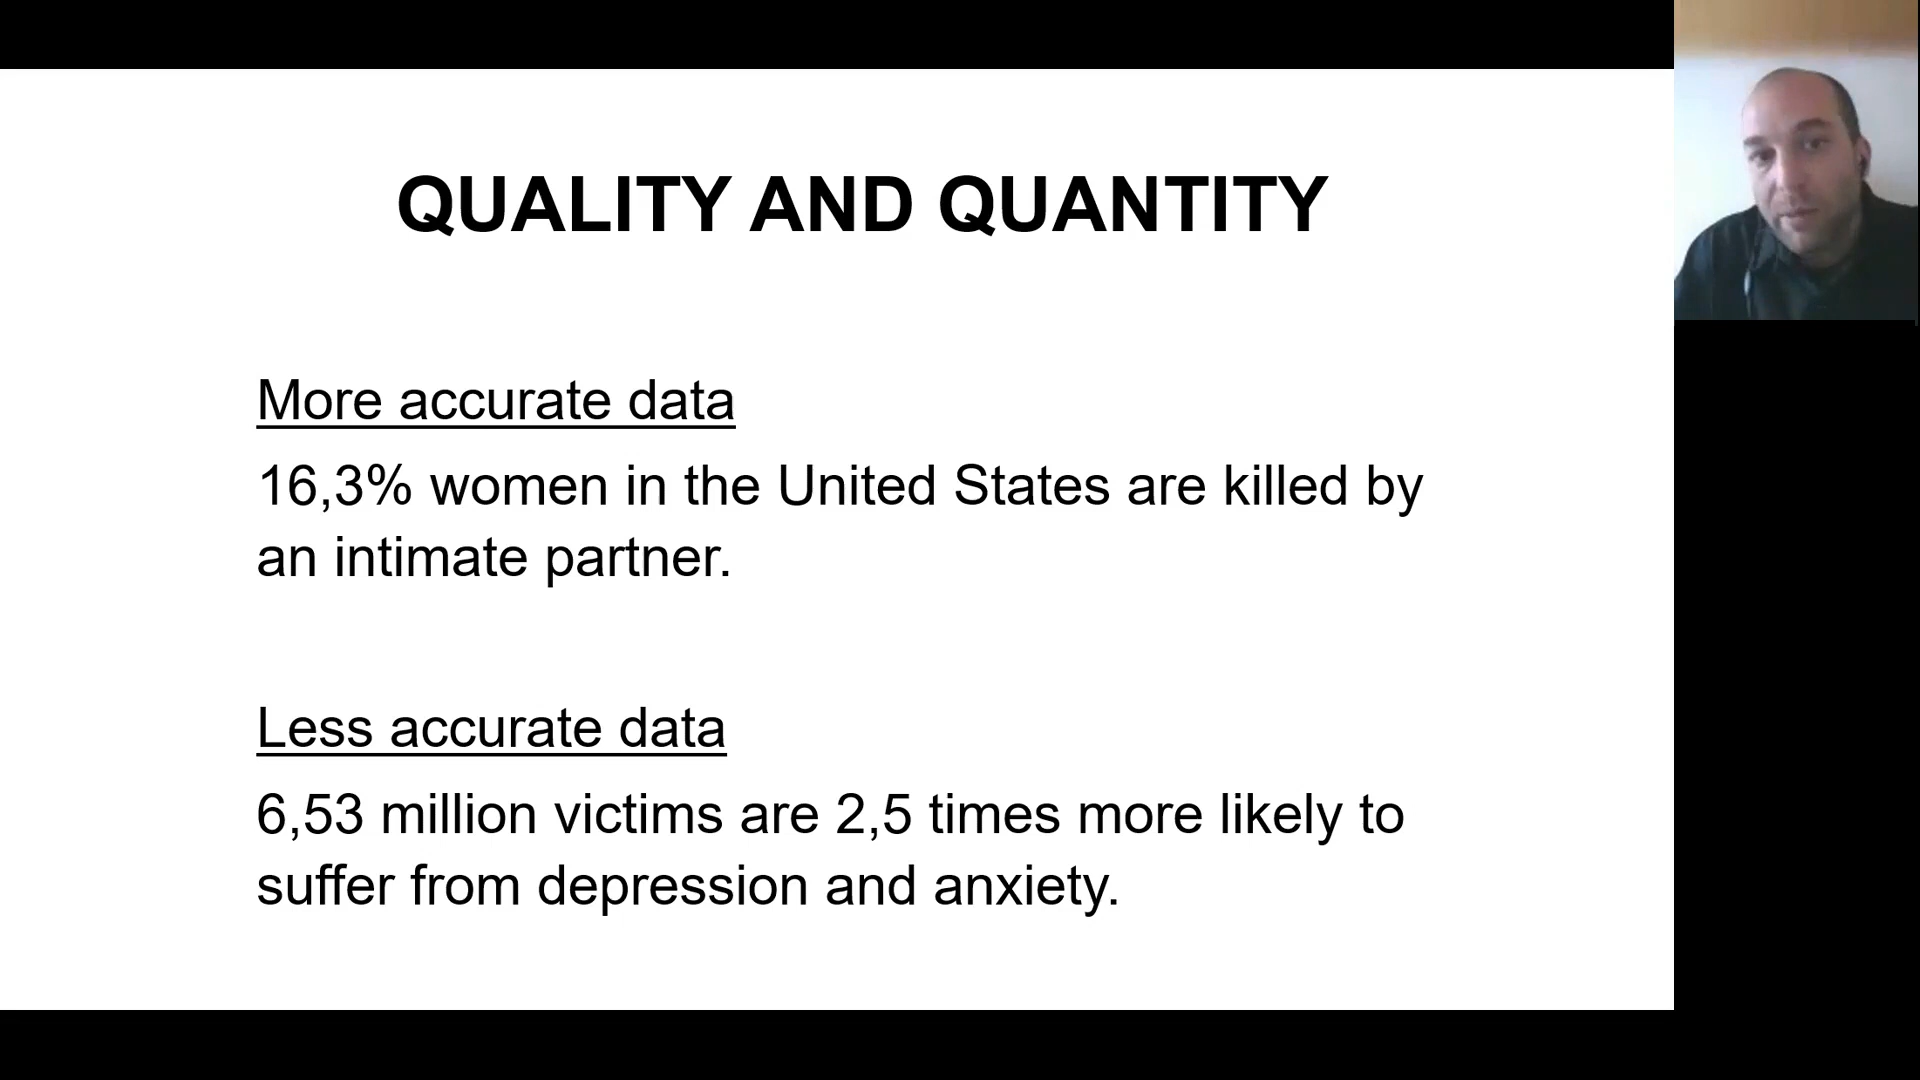 QUALITY AND QUANTITY
More accurate data
16,3% women in the United States are killed by
an intimate partner.
Less accurate data
6,53 million victims are 2,5 times more likely to
suffer from depression and anxiety.